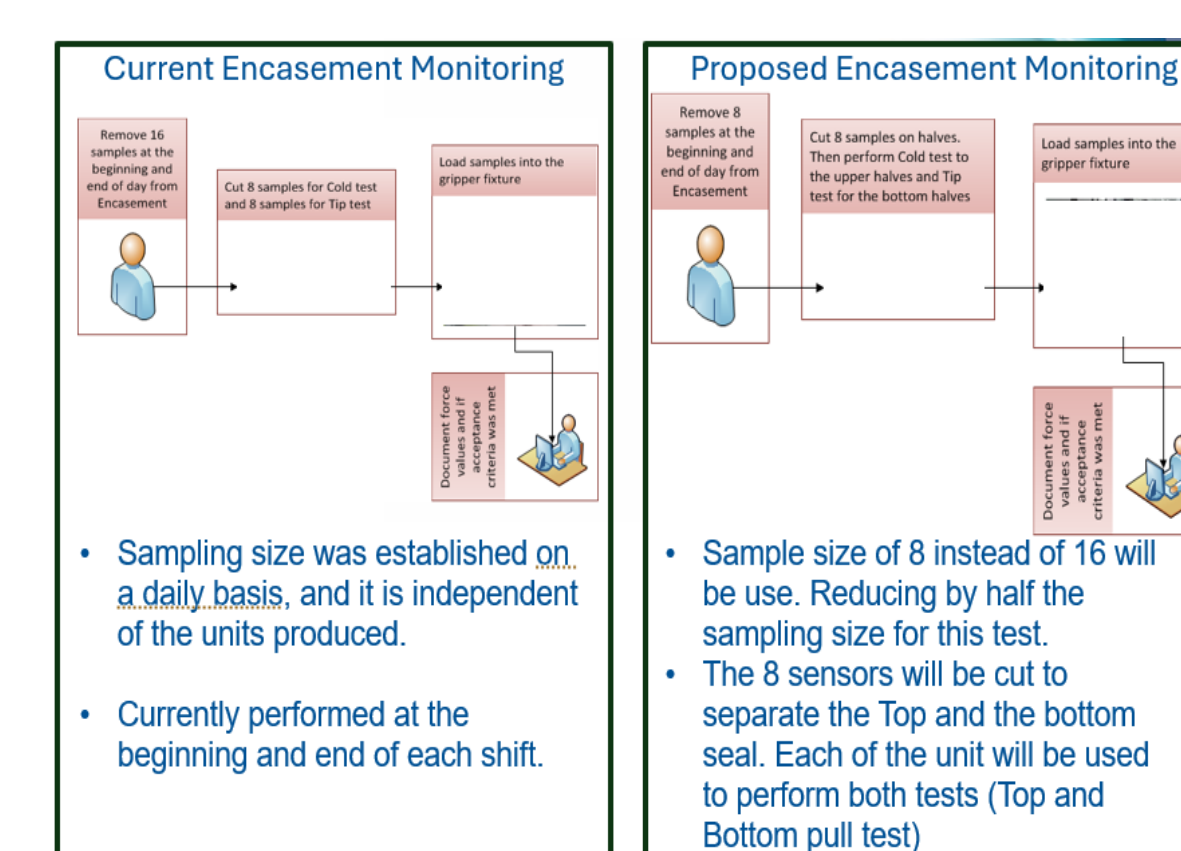 Current Encasement Monitoring
Remove 16
samples at the
beginning and
end of day from
Encasement
Cut 8 samples for Cold test
and 8 samples for Tip test
Load samples into the
gripper fixture
Document force
values and if
acceptance
criteria was met
• Sampling size was established on
a daily basis, and it is independent
of the units produced.
• Currently performed at the
beginning and end of each shift.
Proposed Encasement Monitoring
Remove 8
samples at the
beginning and
end of day from
Encasement
Cut 8 samples on halves.
Then perform Cold test to
the upper halves and Tip
test for the bottom halves
Load samples into the
gripper fixture
Document force
values and if
acceptance
criteria was met
• Sample size of 8 instead of 16 will
be use. Reducing by half the
sampling size for this test.
• The 8 sensors will be cut to
separate the Top and the bottom
seal. Each of the unit will be used
to perform both tests (Top and
Bottom pull test)